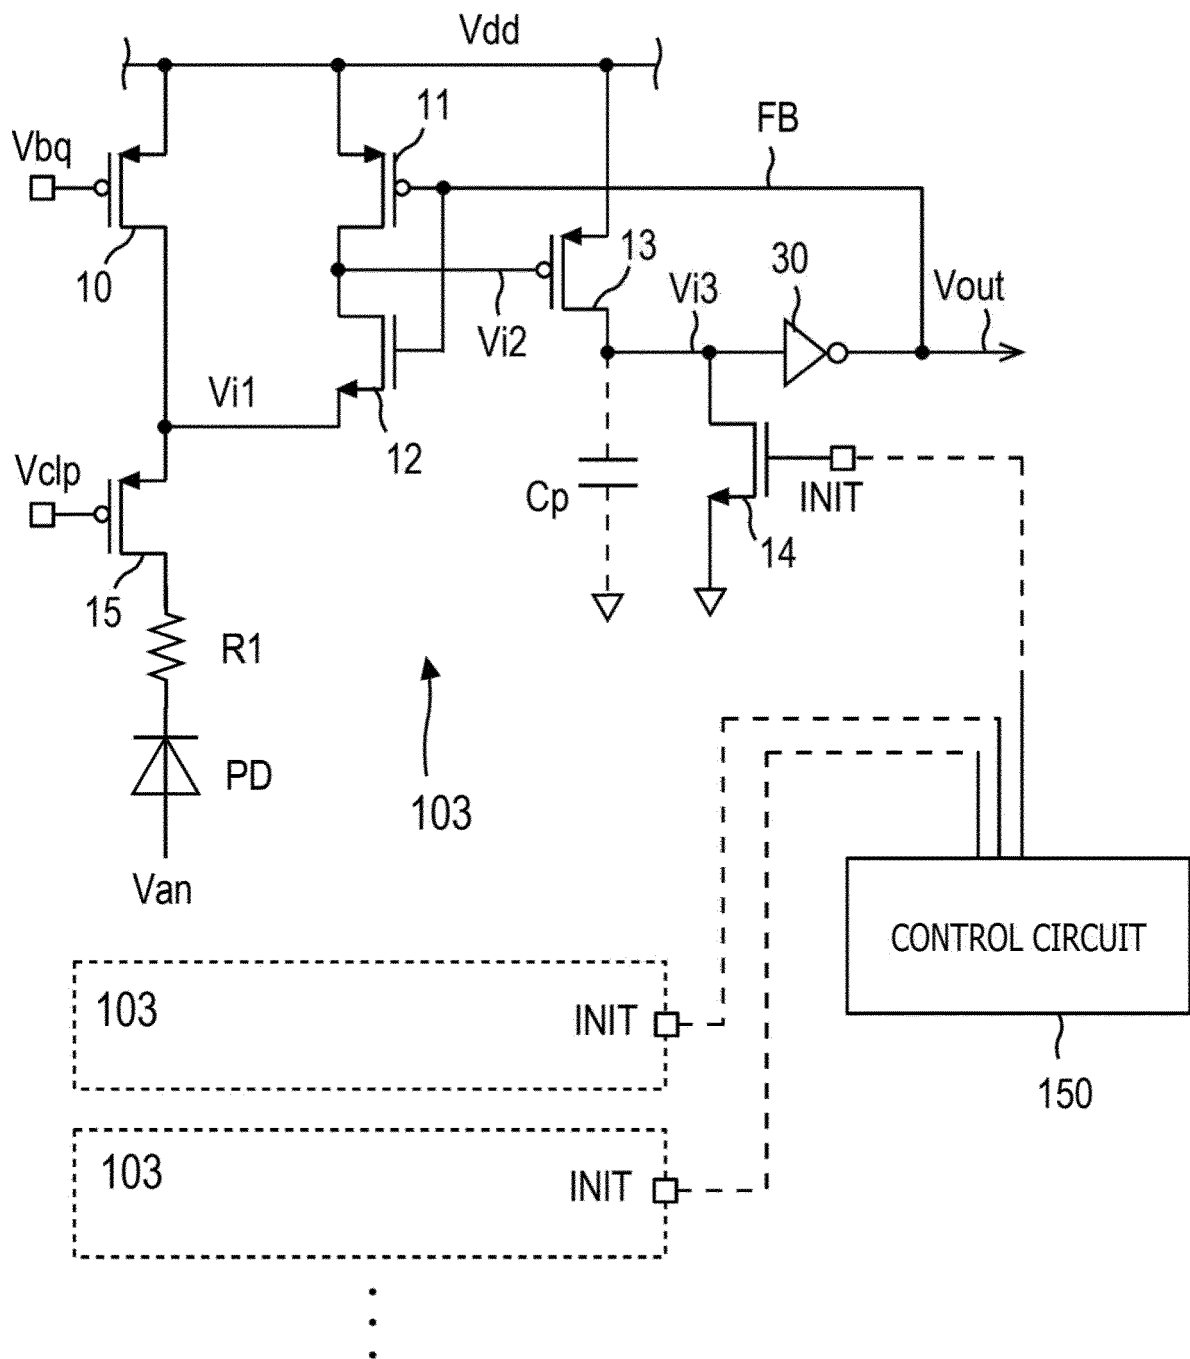 Vdd
11
FB
Vbq
10
13
30
Vout
Vi2
Vi3
Vi1
12
Vclp
Cp
INIT
14
15
R1
PD
103
Van
CONTROL CIRCUIT
103
INIT
150
103
INIT